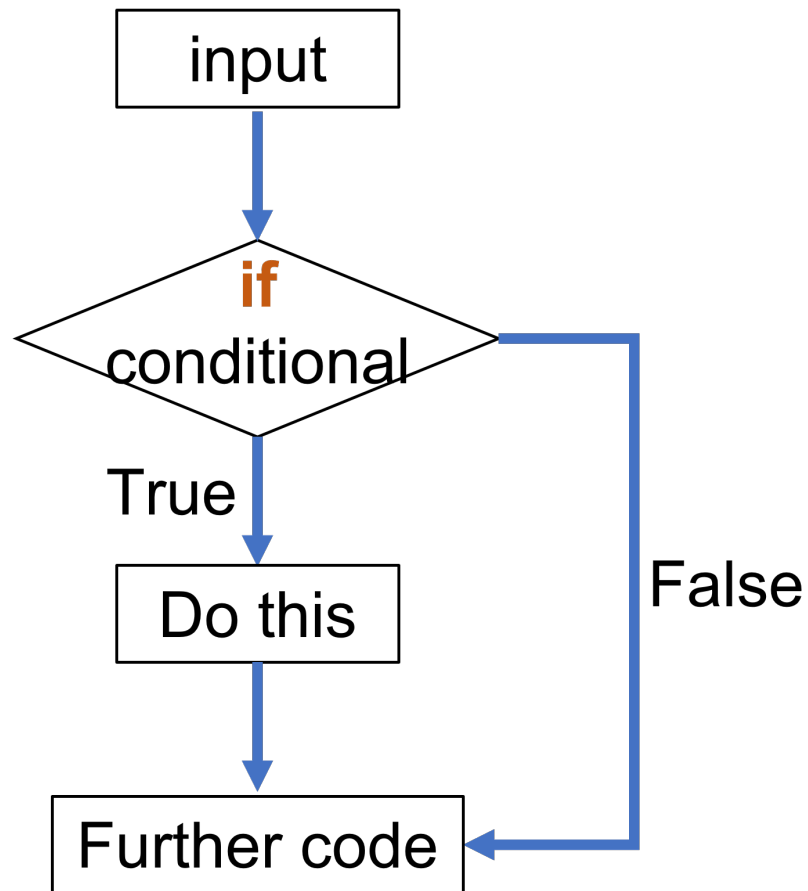 input
if
conditional
True
Do this
False
Further code